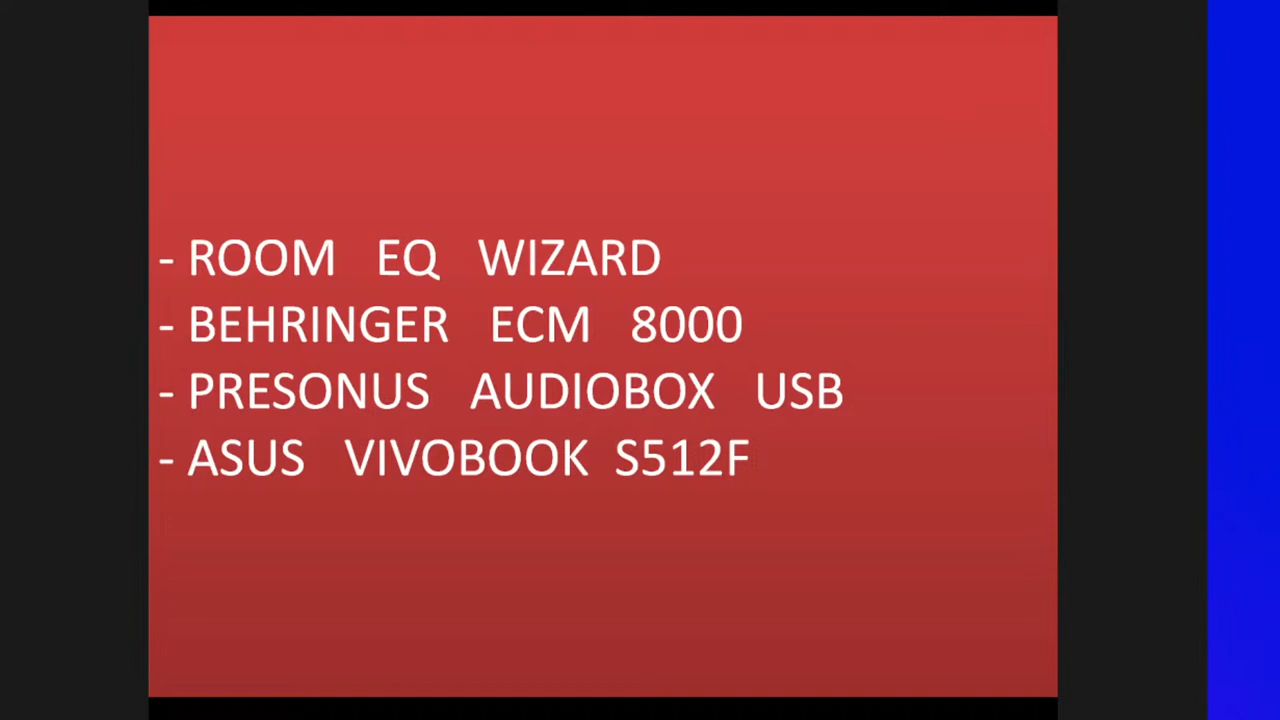 - ROOM EQ WIZARD
- BEHRINGER ECM 8000
- PRESONUS AUDIOBOX USB
- ASUS VIVOBOOK S512F